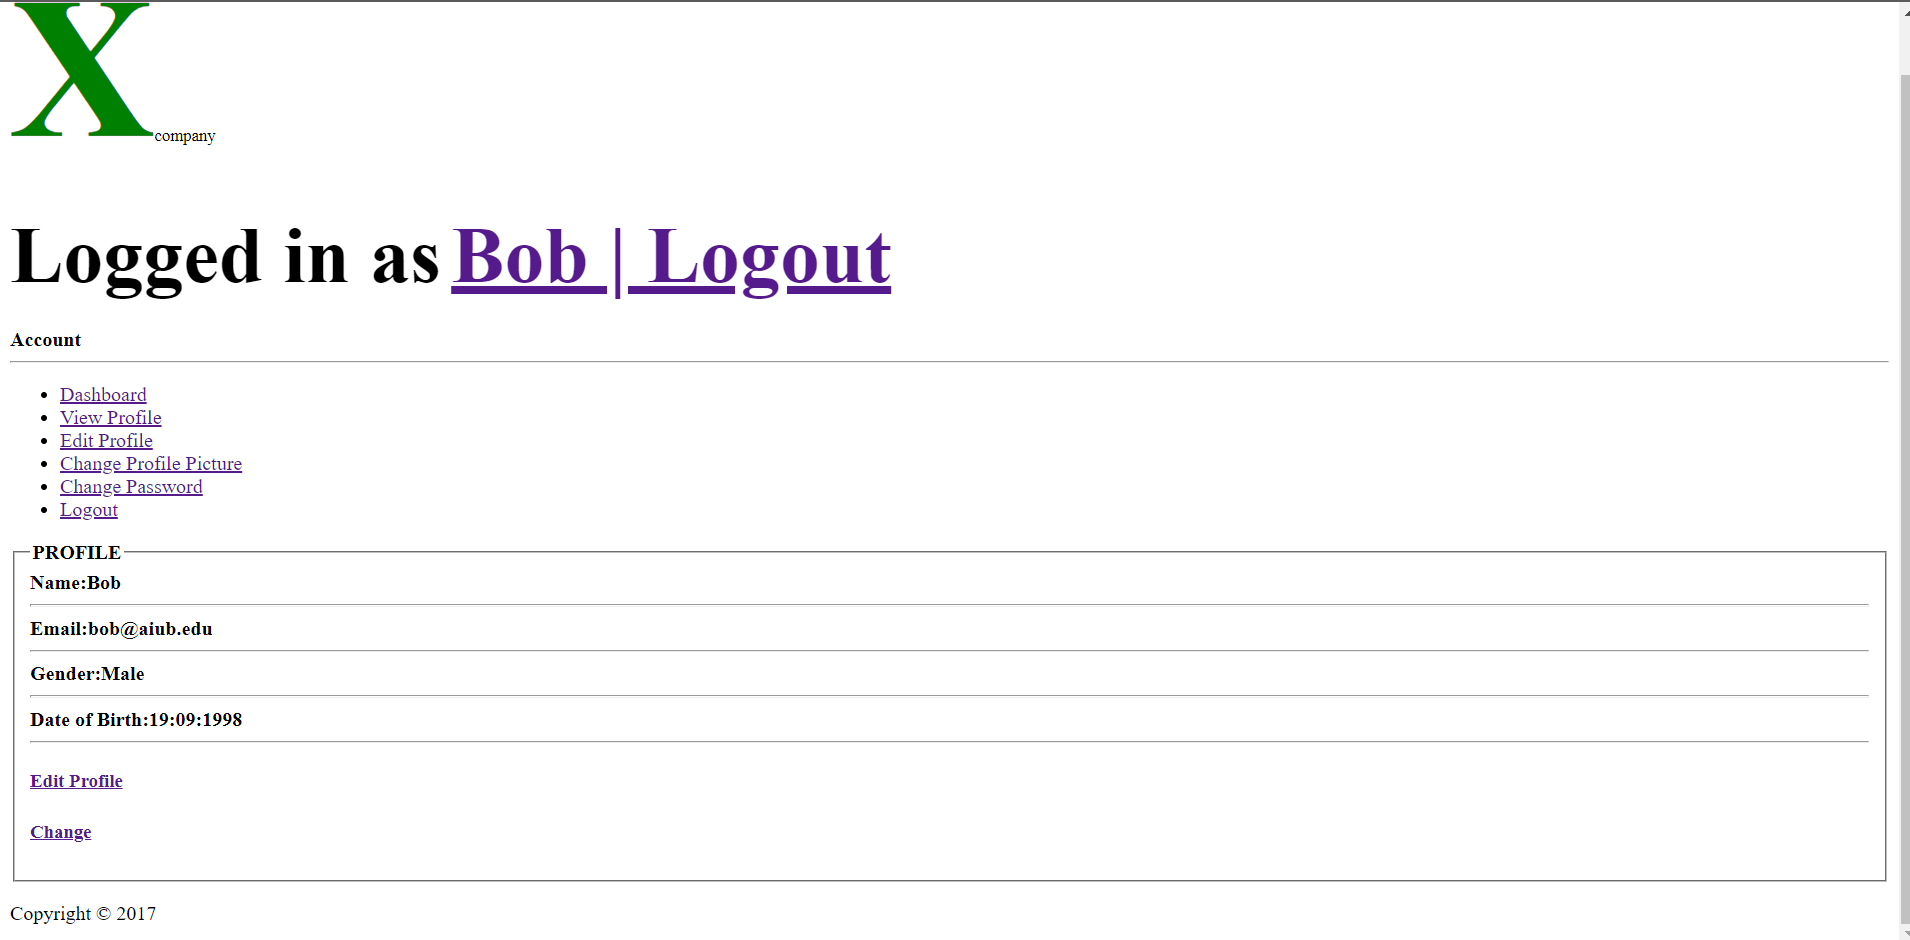 X company
Logged in as Bob | Logout
Account
Dashboard
View Profile
Edit Profile
Change Profile Picture
Change Password
Logout
PROFILE
Name:Bob
Email:bob@aiub.edu
Gender:Male
Date of Birth:19:09:1998
Edit Profile
Change
Copyright © 2017